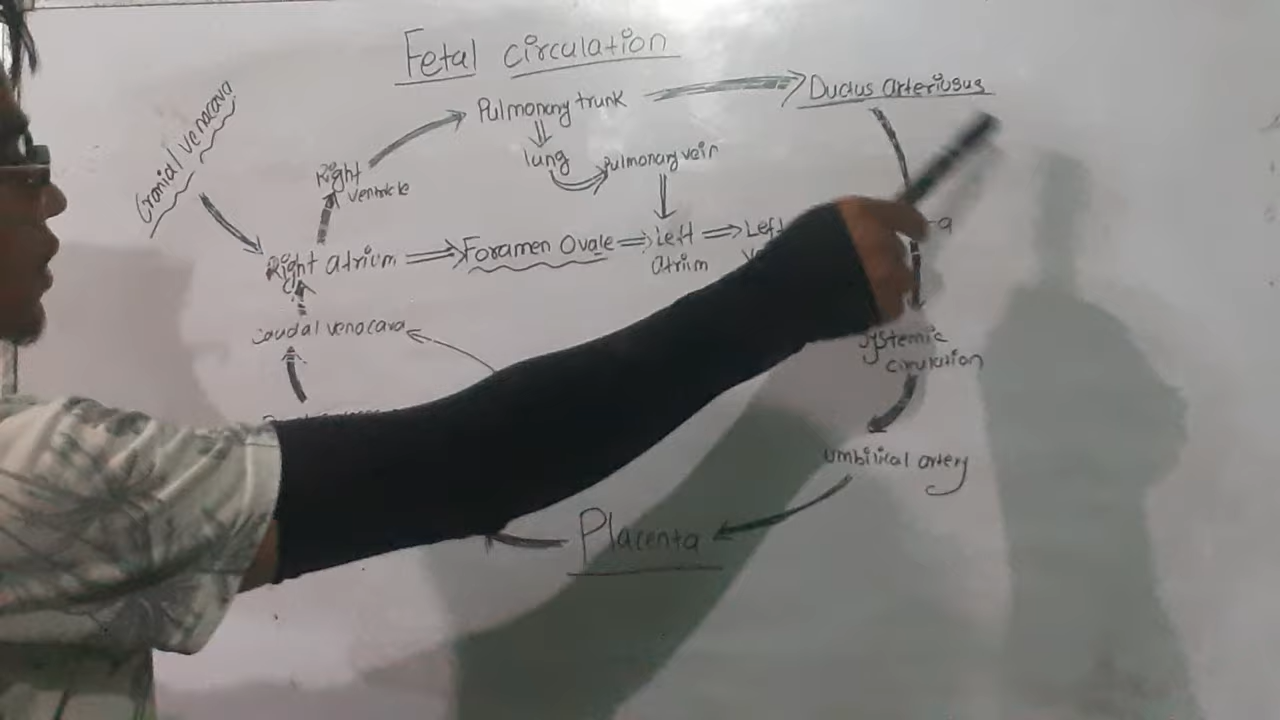 Fetal circulation
Cranial venacava
Pulmonary trunk
Ductus arteriosus
lung
Pulmonary vein
Right
ventricle
Right atrium
Foramen Ovale
Left
atrium
Left
Caudal venacava
systemic
circulation
umbilical artery
Placenta